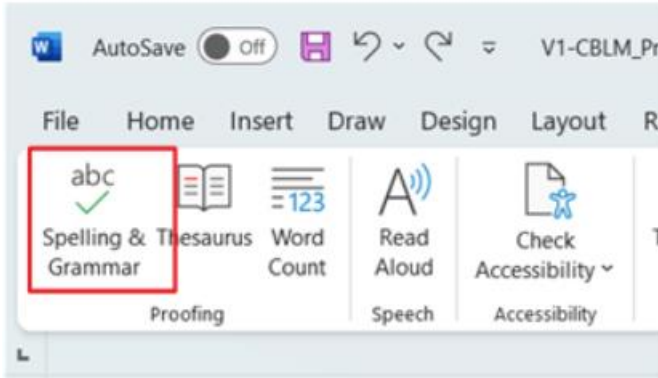 W AutoSave Off V1-CBLM_Pr
File Home Insert Draw Design Layout R
abc
123
A
Spelling & Thesaurus Word Read Check T
Grammar Count Aloud Accessibility
Proofing Speech Accessibility
L